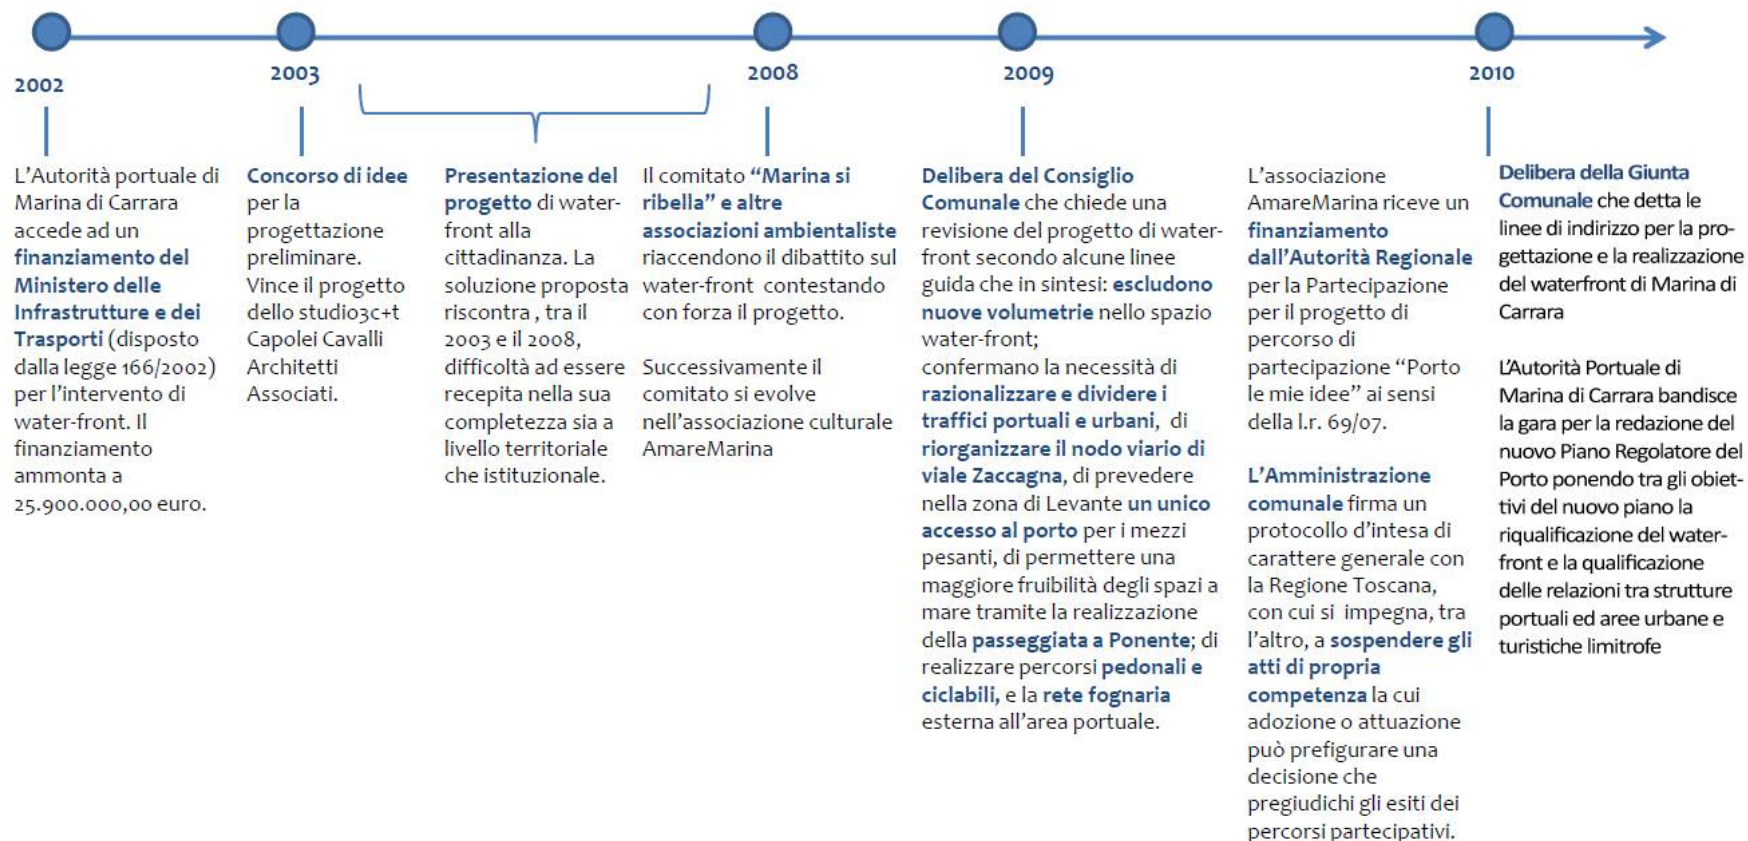 2002
2003
2008
2009
2010
L'Autorità portuale di
Marina di Carrara
accede ad un
finanziamento del
Ministero delle
Infrastrutture e dei
Trasporti (disposto
dalla legge 166/2002)
per l'intervento di
water-front. Il
finanziamento
ammonta a
25.900.000,00 euro.
Concorso di idee
per la
progettazione
preliminare.
Vince il progetto
dello studio3c+t
Capolei Cavalli
Architetti
Associati.
Presentazione del
progetto di water-
front alla
cittadinanza. La
soluzione proposta
riscontra , tra il
2003 e il 2008,
difficoltà ad essere
recepita nella sua
completezza sia a
livello territoriale
che istituzionale.
Il comitato "Marina si
ribella" e altre
associazioni ambientaliste
riaccendono il dibattito sul
water-front contestando
con forza il progetto.
Successivamente il
comitato si evolve
nell'associazione culturale
AmareMarina
Delibera del Consiglio
Comunale che chiede una
revisione del progetto di water-
front secondo alcune linee
guida che in sintesi: escludono
nuove volumetrie nello spazio
water-front;
confermano la necessità di
razionalizzare e dividere i
traffici portuali e urbani, di
riorganizzare il nodo viario di
viale Zaccagna, di prevedere
nella zona di Levante un unico
accesso al porto per i mezzi
pesanti, di permettere una
maggiore fruibilità degli spazi a
mare tramite la realizzazione
della passeggiata a Ponente; di
realizzare percorsi pedonali e
ciclabili, e la rete fognaria
esterna all'area portuale.
L'associazione
AmareMarina riceve un
finanziamento
dall'Autorità Regionale
per la Partecipazione
per il progetto di
percorso di
partecipazione "Porto
le mie idee" ai sensi
della l.r. 69/07.
L'Amministrazione
comunale firma un
protocollo d'intesa di
carattere generale con
la Regione Toscana,
con cui si impegna, tra
l'altro, a sospendere gli
atti di propria
competenza la cui
adozione o attuazione
può prefigurare una
decisione che
pregiudichi gli esiti dei
percorsi partecipativi.
Delibera della Giunta
Comunale che detta le
linee di indirizzo per la pro-
gettazione e la realizzazione
del waterfront di Marina di
Carrara
L'Autorità Portuale di
Marina di Carrara bandisce
la gara per la redazione del
nuovo Piano Regolatore del
Porto ponendo tra gli obiet-
tivi del nuovo piano la
riqualificazione del water-
front e la qualificazione
delle relazioni tra strutture
portuali ed aree urbane e
turistiche limitrofe